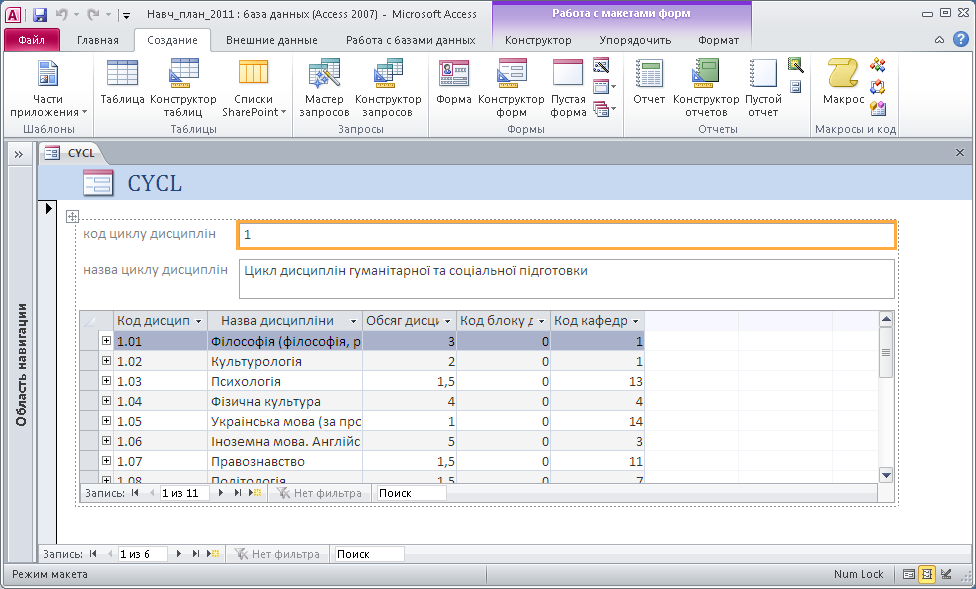 Навч_план_2011 : база данных (Access 2007) - Microsoft Access
Работа с макетами форм
Файл Главная Создание Внешние данные Работа с базами данных Конструктор Упорядочить Формат
Части приложения Таблица Конструктор таблиц Списки SharePoint Мастер запросов Конструктор запросов Форма Конструктор форм Пустая форма Отчет Конструктор отчетов Пустой отчет Макрос
Шаблоны Таблицы Запросы Формы Отчеты Макросы и код
CYCL
CYCL
Область навигации
код циклу дисциплін 1
назва циклу дисциплін Цикл дисциплін гуманітарної та соціальної підготовки
Код дисцип Назва дисципліни Обсяг дисци Код блоку д Код кафедр
1.01 Філософія (філософія, р 3 0 1
1.02 Культурологія 2 0 1
1.03 Психологія 1,5 0 13
1.04 Фізична культура 4 0 4
1.05 Українська мова (за прс 1 0 14
1.06 Іноземна мова. Англійс 5 0 3
1.07 Правознавство 1,5 0 11
1.08 Політологія 1,5 0 7
Запись: 1 из 11 Нет фильтра Поиск
Запись: 1 из 6 Нет фильтра Поиск
Режим макета Num Lock